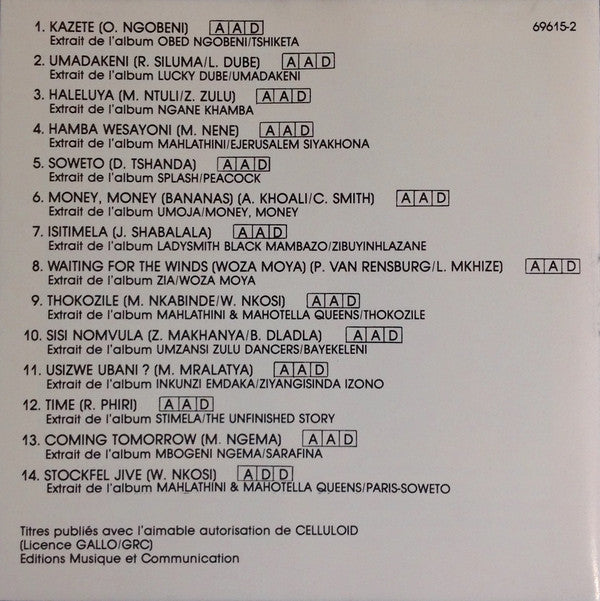 1. KAZETE (O. NGOBENI) AAD 69615-2
Extrait de l'album OBED NGOBENI/TSHIKETA
2. UMADAKENI (R. SILUMA/L. DUBE) AAD
Extrait de l'album LUCKY DUBE/UMADAKENI
3. HALELUYA (M. NTULI/Z. ZULU) AAD
Extrait de l'album NGANE KHAMBA
4. HAMBA WESAYONI (M. NENE) AAD
Extrait de l'album MAHLATHINI/EJERUSALEM SIYAKHONA
5. SOWETO (D. TSHANDA) AAD
Extrait de l'album SPLASH/PEACOCK
6. MONEY, MONEY (BANANAS) (A. KHOALI/C. SMITH) AAD
Extrait de l'album UMOJA/MONEY, MONEY
7. ISITIMELA (J. SHABALALA) AAD
Extrait de l'album LADYSMITH BLACK MAMBAZO/ZIBUYINHLAZANE
8. WAITING FOR THE WINDS (WOZA MOYA) (P. VAN RENSBURG/L. MKHIZE) AAD
Extrait de l'album ZIA/WOZA MOYA
9. THOKOZILE (M. NKABINDE/W. NKOSI) AAD
Extrait de l'album MAHLATHINI & MAHOTELLA QUEENS/THOKOZILE
10. SISI NOMVULA (Z. MAKHANYA/B. DLADLA) AAD
Extrait de l'album UMZANSI ZULU DANCERS/BAYEKELENI
11. USIZWE UBANI ? (M. MRALATYA) AAD
Extrait de l'album INKUNZI EMDAKA/ZIYANGISINDA IZONO
12. TIME (R. PHIRI) AAD
Extrait de l'album STIMELA/THE UNFINISHED STORY
13. COMING TOMORROW (M. NGEMA) AAD
Extrait de l'album MBOGENI NGEMA/SARAFINA
14. STOCKFEL JIVE (W. NKOSI) ADD
Extrait de l'album MAHLATHINI & MAHOTELLA QUEENS/PARIS-SOWETO
Titres publiés avec l'aimable autorisation de CELLULOID
(Licence GALLO/GRC)
Editions Musique et Communication